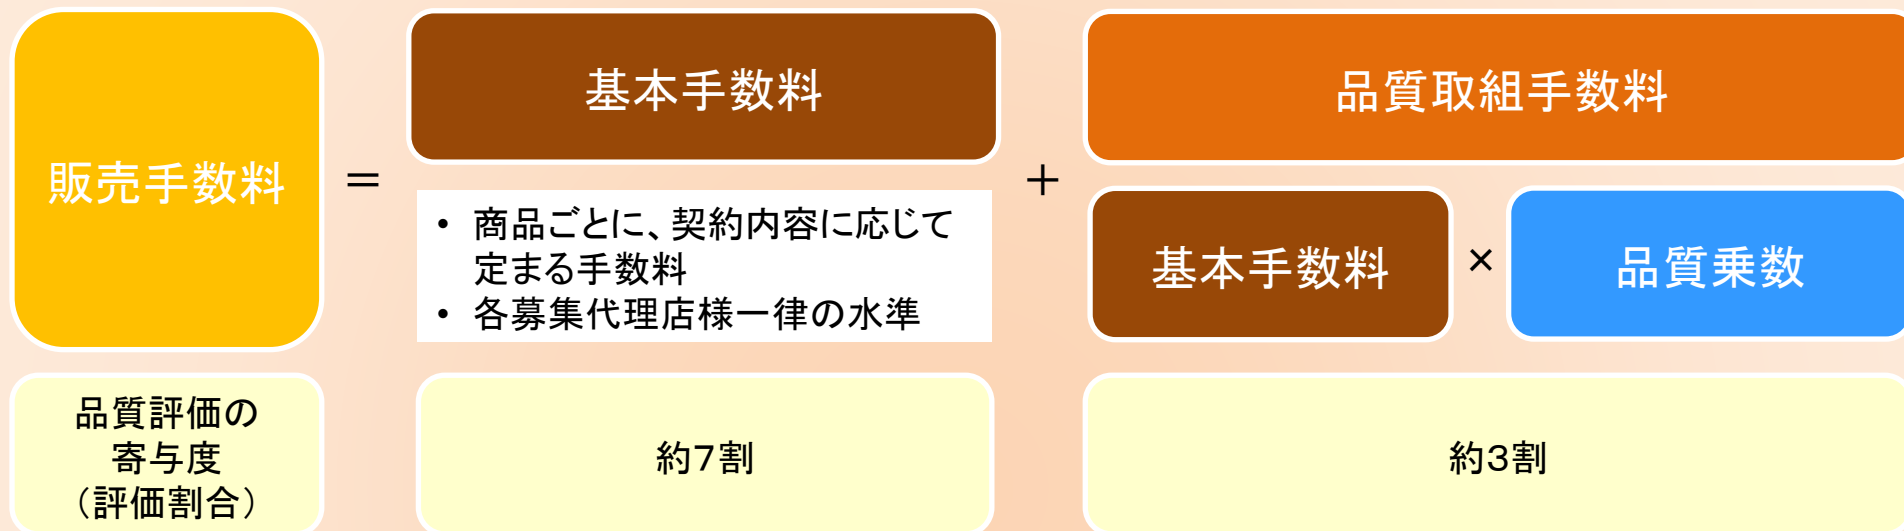 販売手数料
＝
基本手数料
• 商品ごとに、契約内容に応じて
定まる手数料
• 各募集代理店様一律の水準
＋
品質取組手数料
基本手数料
×
品質乗数
品質評価の
寄与度
（評価割合）
約7割
約3割